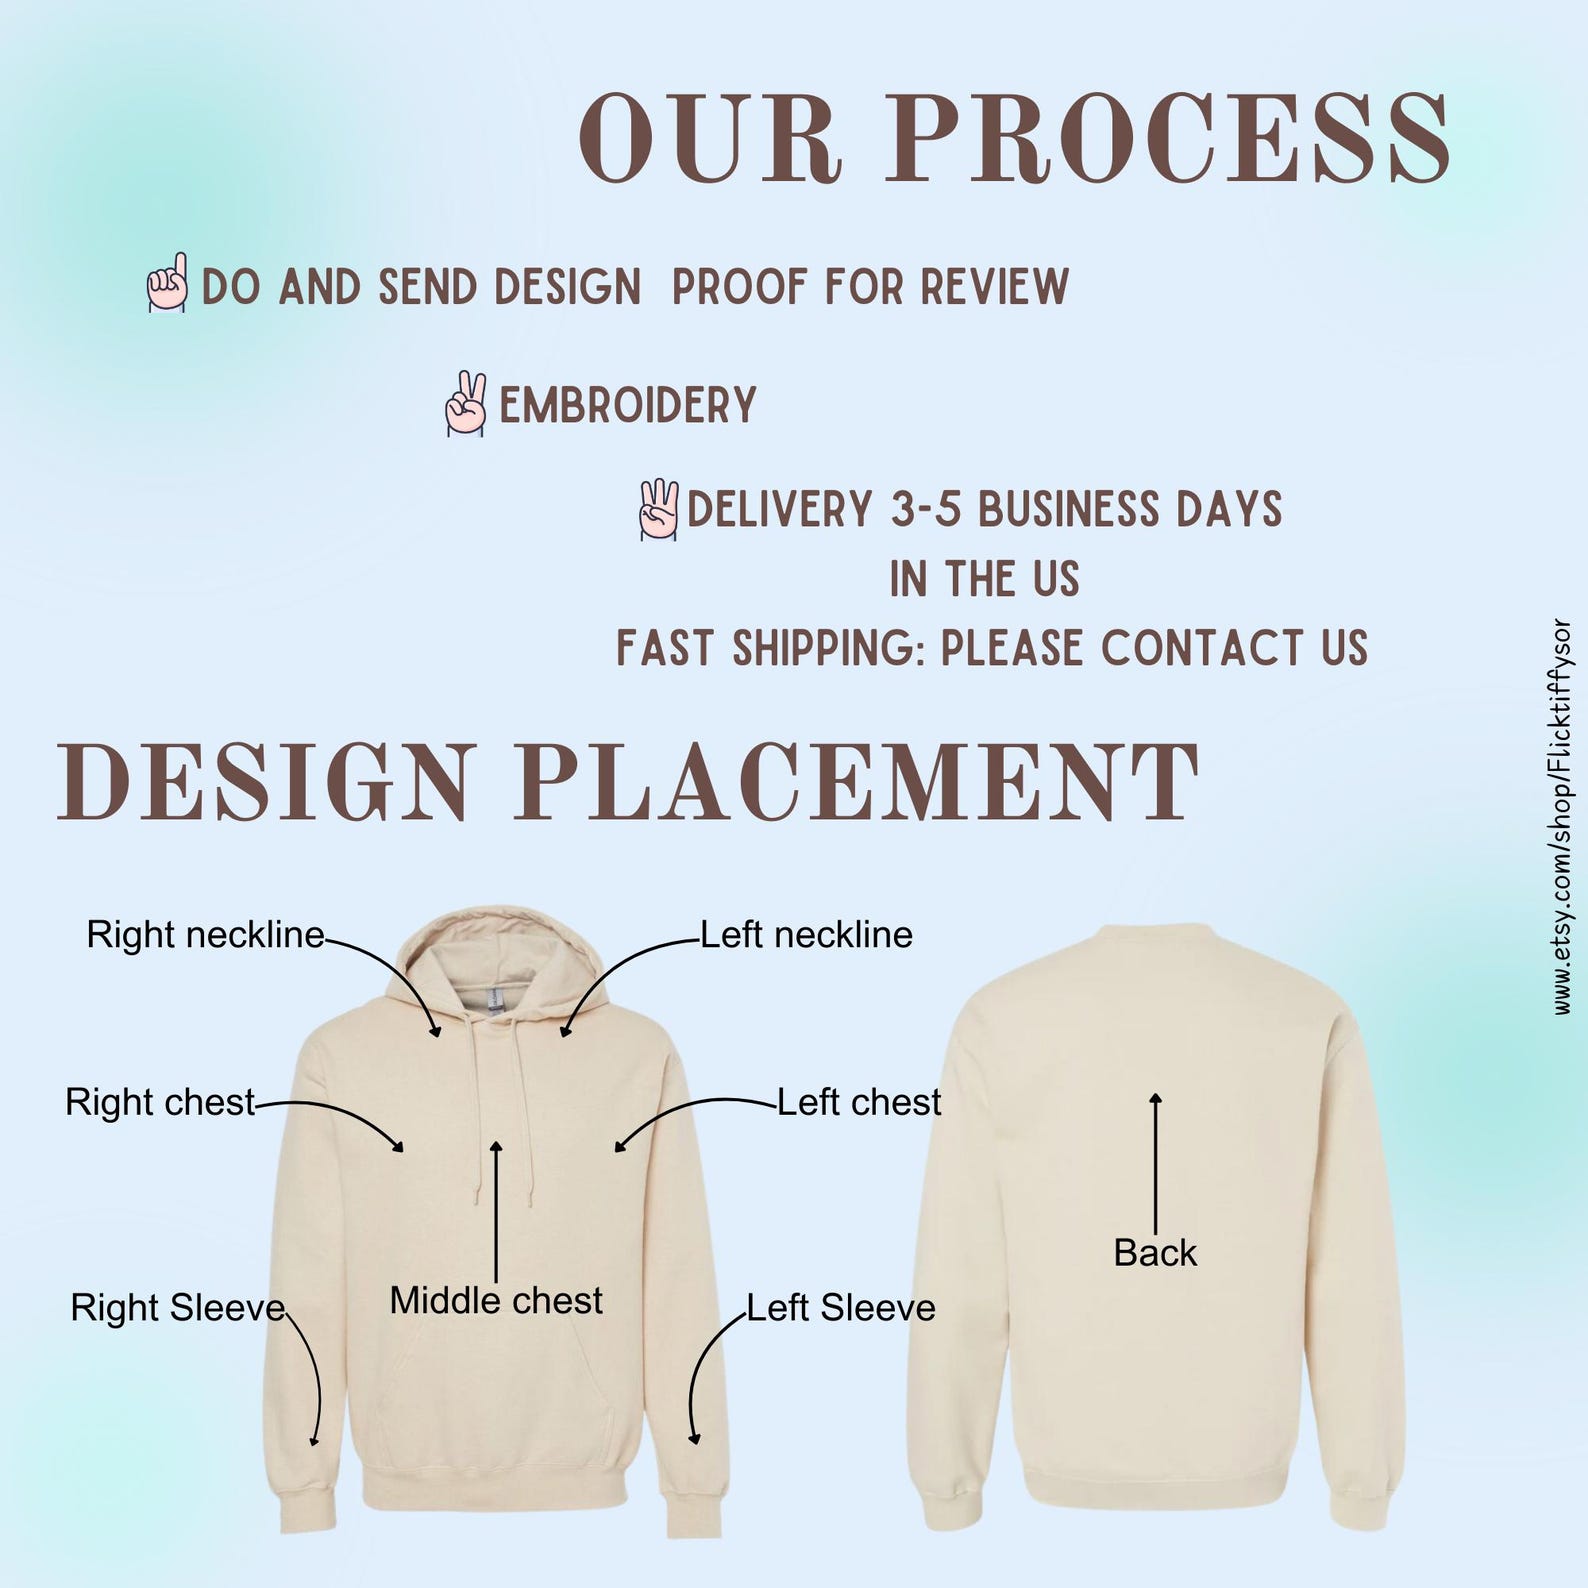 OUR PROCESS
DO AND SEND DESIGN PROOF FOR REVIEW
EMBROIDERY
DELIVERY 3-5 BUSINESS DAYS
IN THE US
FAST SHIPPING: PLEASE CONTACT US
www.etsy.com/shop/Flicktiffysor
DESIGN PLACEMENT
Right neckline
Left neckline
Right chest
Left chest
Middle chest
Right Sleeve
Left Sleeve
Back